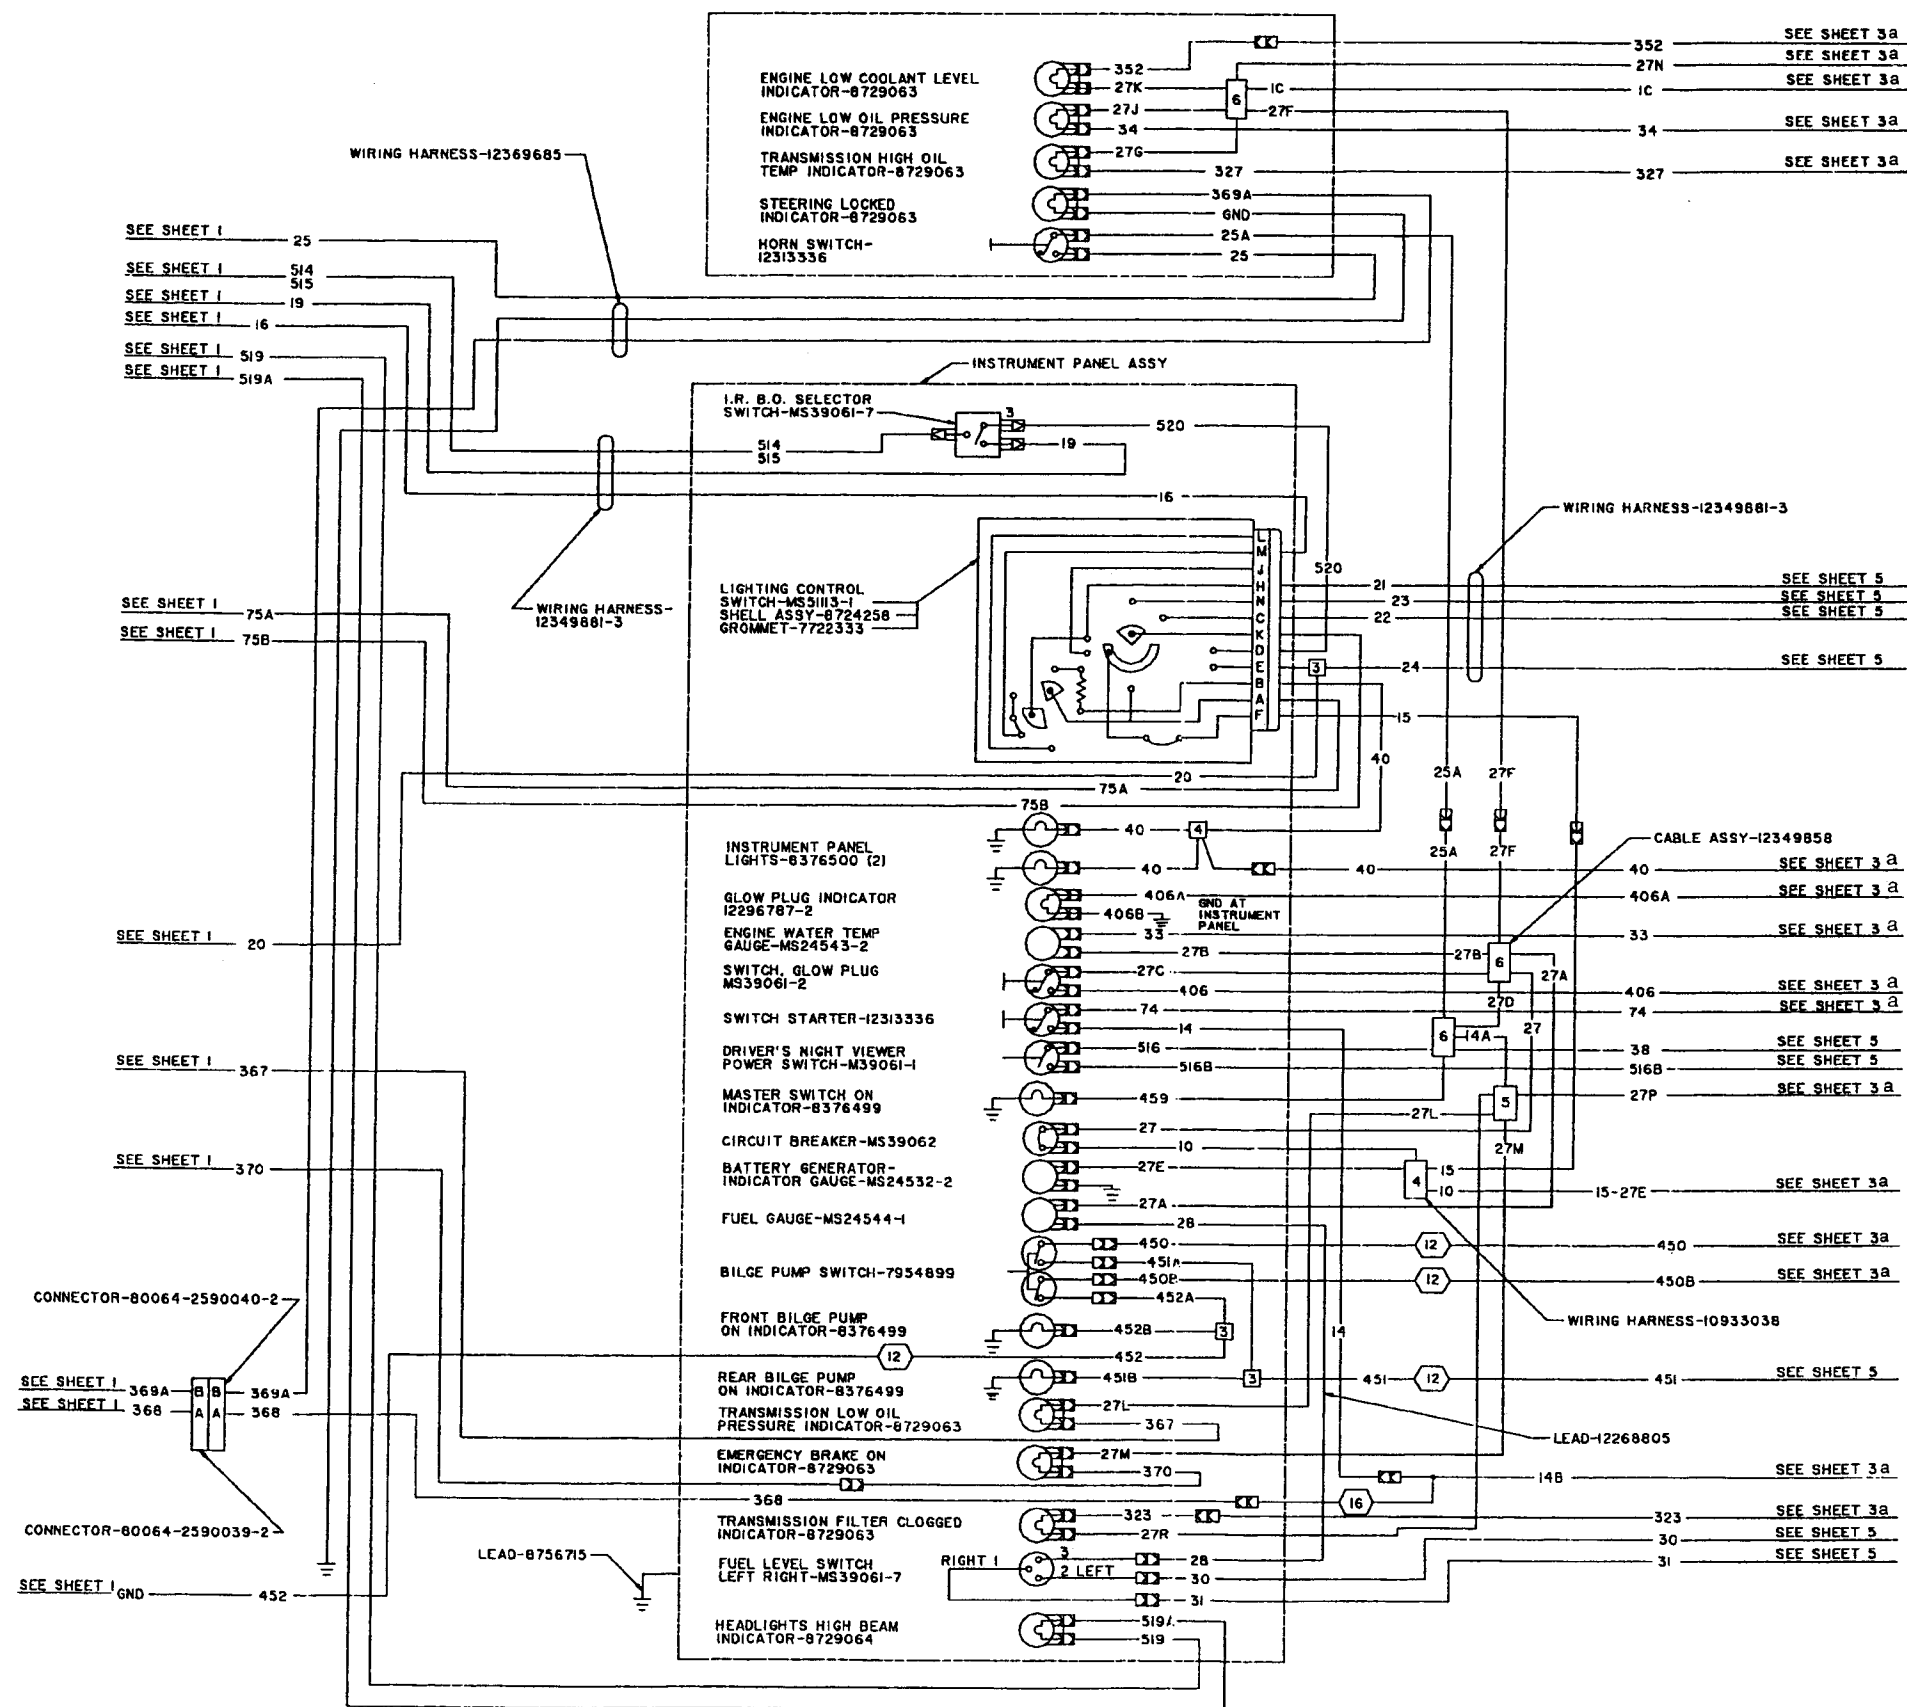 352
SEE SHEET 3a
27N
SEE SHEET 3a
1C
SEE SHEET 3a
34
SEE SHEET 3a
327
SEE SHEET 3a
ENGINE LOW COOLANT LEVEL
INDICATOR-8729063
352
27K
6
1C
27F
ENGINE LOW OIL PRESSURE
INDICATOR-8729063
27J
34
TRANSMISSION HIGH OIL
TEMP INDICATOR-8729063
27G
327
STEERING LOCKED
INDICATOR-8729063
369A
GND
HORN SWITCH-
12313336
25A
25
WIRING HARNESS-12369685
SEE SHEET 1 25
SEE SHEET 1 514
515
SEE SHEET 1 19
SEE SHEET 1 16
SEE SHEET 1 519
SEE SHEET 1 519A
INSTRUMENT PANEL ASSY
I.R. B.O. SELECTOR
SWITCH-MS39061-7
3
520
19
514
515
16
WIRING HARNESS-12349881-3
WIRING HARNESS-
12349881-3
LIGHTING CONTROL
SWITCH-MS51113-1
SHELL ASSY-8724258
GROMMET-7722333
L
M
J
H
N
C
K
D
E
B
A
F
520
21 SEE SHEET 5
23 SEE SHEET 5
22 SEE SHEET 5
3
24 SEE SHEET 5
15
40
SEE SHEET 1 75A
SEE SHEET 1 75B
20
75A
75B
25A
27F
25A
27F
CABLE ASSY-12349858
INSTRUMENT PANEL
LIGHTS-8376500 (2)
40
4
40
40
40
SEE SHEET 3a
GLOW PLUG INDICATOR
12296787-2
406A
406B
GND AT
INSTRUMENT
PANEL
406A
SEE SHEET 3a
ENGINE WATER TEMP
GAUGE-MS24543-2
33
27B
33
SEE SHEET 3a
27B
6
27A
SEE SHEET 1 20
SWITCH, GLOW PLUG
MS39061-2
27C
406
406
SEE SHEET 3a
27D
27
SWITCH STARTER-12313336
74
14
74
SEE SHEET 3a
6
14A
DRIVER'S NIGHT VIEWER
POWER SWITCH-M39061-1
516
516B
38
SEE SHEET 5
516B
SEE SHEET 5
SEE SHEET 1 367
MASTER SWITCH ON
INDICATOR-8376499
459
27L
5
27P
SEE SHEET 3a
CIRCUIT BREAKER-MS39062
27
10
27M
SEE SHEET 1 370
BATTERY GENERATOR-
INDICATOR GAUGE-MS24532-2
27E
4
15
10
15-27E
SEE SHEET 3a
FUEL GAUGE-MS24544-1
27A
28
BILGE PUMP SWITCH-7954899
450
451A
450B
452A
12
450
SEE SHEET 3a
12
450B
SEE SHEET 3a
WIRING HARNESS-10933038
CONNECTOR-80064-2590040-2
FRONT BILGE PUMP
ON INDICATOR-8376499
452B
3
14
12
452
REAR BILGE PUMP
ON INDICATOR-8376499
451B
3
451
12
451
SEE SHEET 5
SEE SHEET 1 369A B B 369A
SEE SHEET 1 368 A A 368
TRANSMISSION LOW OIL
PRESSURE INDICATOR-8729063
27L
367
LEAD-12268805
EMERGENCY BRAKE ON
INDICATOR-8729063
27M
370
14B
SEE SHEET 3a
368
16
CONNECTOR-80064-2590039-2
TRANSMISSION FILTER CLOGGED
INDICATOR-8729063
323
27R
323
SEE SHEET 3a
30
SEE SHEET 5
31
SEE SHEET 5
LEAD-8756715
FUEL LEVEL SWITCH
LEFT RIGHT-MS39061-7
RIGHT 1
3
2 LEFT
28
30
31
SEE SHEET 1 GND 452
HEADLIGHTS HIGH BEAM
INDICATOR-8729064
519A
519